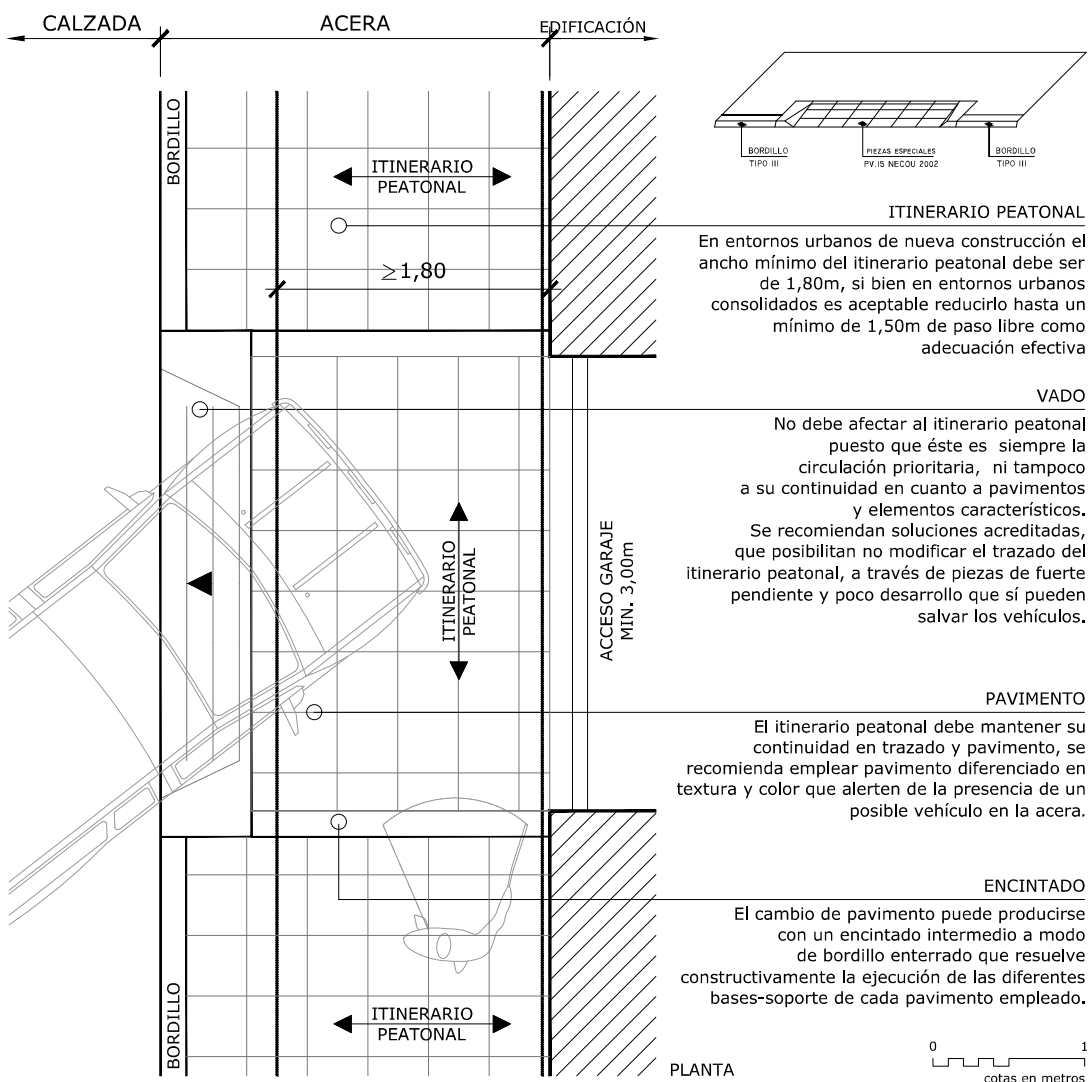 CALZADA
ACERA
EDIFICACIÓN
BORDILLO
ITINERARIO
PEATONAL
≥1,80
BORDILLO
TIPO III
PIEZAS ESPECIALES
PV.15 NECOU 2002
BORDILLO
TIPO III
ITINERARIO PEATONAL
En entornos urbanos de nueva construcción el
ancho mínimo del itinerario peatonal debe ser
de 1,80m, si bien en entornos urbanos
consolidados es aceptable reducirlo hasta un
mínimo de 1,50m de paso libre como
adecuación efectiva
VADO
No debe afectar al itinerario peatonal
puesto que éste es siempre la
circulación prioritaria, ni tampoco
a su continuidad en cuanto a pavimentos
y elementos característicos.
Se recomiendan soluciones acreditadas,
que posibilitan no modificar el trazado del
itinerario peatonal, a través de piezas de fuerte
pendiente y poco desarrollo que sí pueden
salvar los vehículos.
ITINERARIO
PEATONAL
ACCESO GARAJE
MIN. 3,00m
PAVIMENTO
El itinerario peatonal debe mantener su
continuidad en trazado y pavimento, se
recomienda emplear pavimento diferenciado en
textura y color que alerten de la presencia de un
posible vehículo en la acera.
ENCINTADO
El cambio de pavimento puede producirse
con un encintado intermedio a modo
de bordillo enterrado que resuelve
constructivamente la ejecución de las diferentes
bases-soporte de cada pavimento empleado.
BORDILLO
ITINERARIO
PEATONAL
PLANTA
0 1
cotas en metros